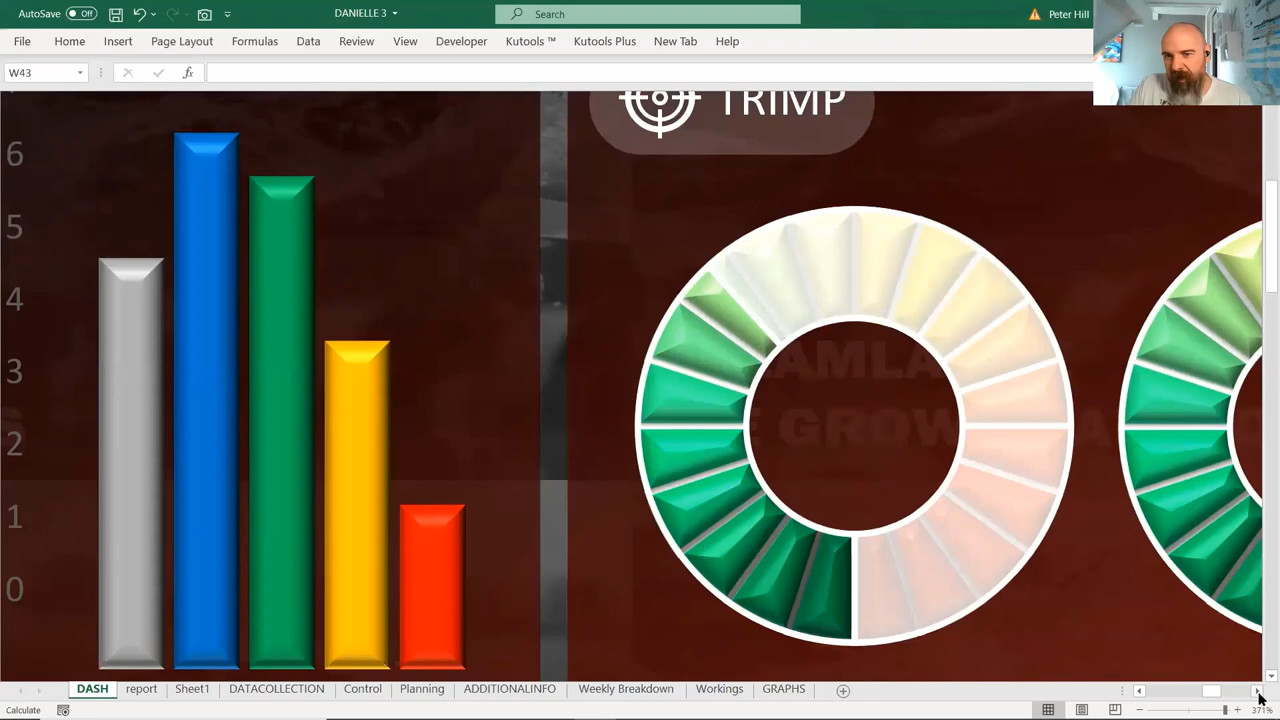 AutoSave Off DANIELLE 3 Search Peter Hill
File Home Insert Page Layout Formulas Data Review View Developer Kutools ™ Kutools Plus New Tab Help
W43 fx
TRIMP
6
5
4
3
2
1
0
DASH report Sheet1 DATACOLLECTION Control Planning ADDITIONALINFO Weekly Breakdown Workings GRAPHS
Calculate 371%